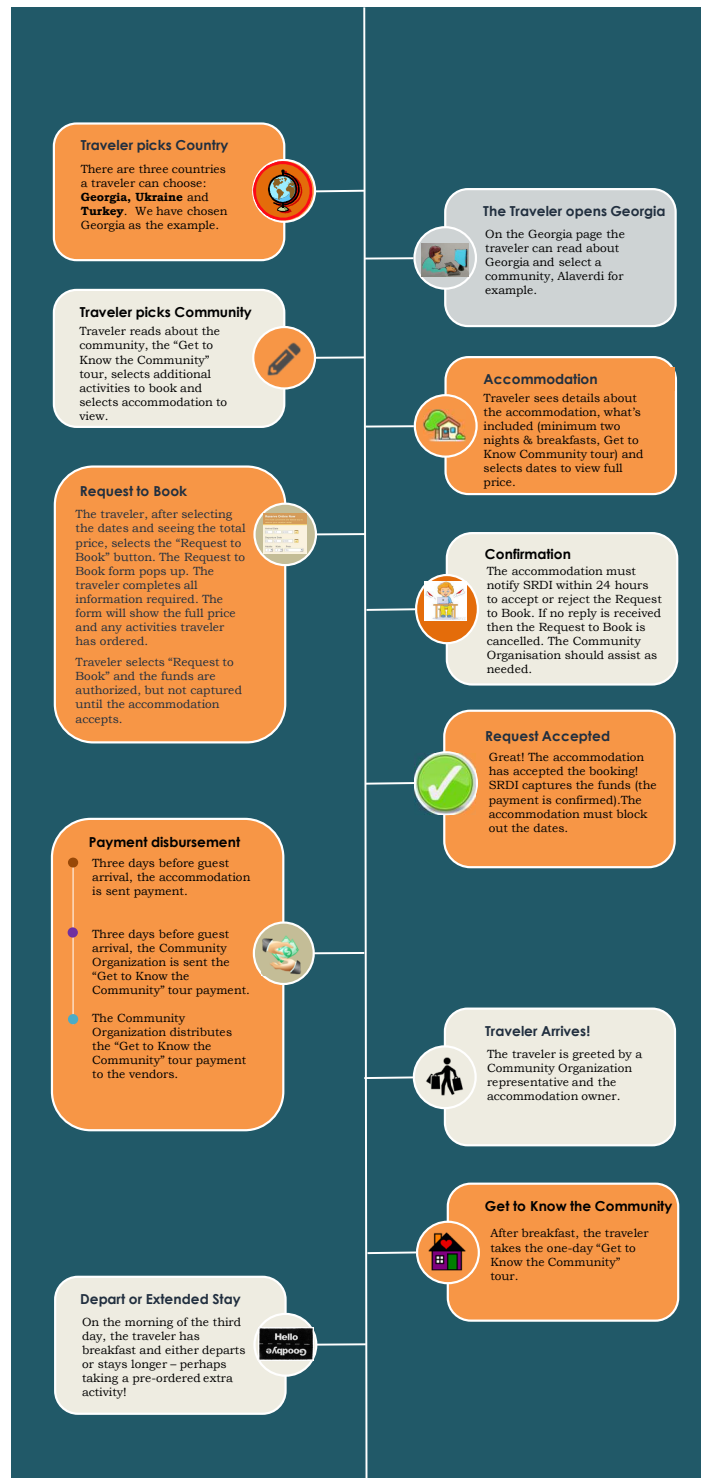 Traveler picks Country
There are three countries
a traveler can choose:
Georgia, Ukraine and
Turkey.  We have chosen
Georgia as the example.
The Traveler opens Georgia
On the Georgia page the
traveler can read about
Georgia and select a
community, Alaverdi for
example.
Traveler picks Community
Traveler reads about the
community, the “Get to
Know the Community”
tour, selects additional
activities to book and
selects accommodation to
view.
Accommodation
Traveler sees details about
the accommodation, what’s
included (minimum two
nights & breakfasts, Get to
Know Community tour) and
selects dates to view full
price.
Request to Book
The traveler, after selecting
the dates and seeing the total
price, selects the “Request to
Book” button. The Request to
Book form pops up. The
traveler completes all
information required. The
form will show the full price
and any activities traveler
has ordered.
Traveler selects “Request to
Book” and the funds are
authorized, but not captured
until the accommodation
accepts.
Confirmation
The accommodation must
notify SRDI within 24 hours
to accept or reject the Request
to Book. If no reply is received
then the Request to Book is
cancelled. The Community
Organisation should assist as
needed.
Request Accepted
Great! The accommodation
has accepted the booking!
SRDI captures the funds (the
payment is confirmed).The
accommodation must block
out the dates.
Payment disbursement
Three days before guest
arrival, the accommodation
is sent payment.
Three days before guest
arrival, the Community
Organization is sent the
“Get to Know the
Community” tour payment.
The Community
Organization distributes
the “Get to Know the
Community” tour payment
to the vendors.
Traveler Arrives!
The traveler is greeted by a
Community Organization
representative and the
accommodation owner.
Get to Know the Community
After breakfast, the traveler
takes the one-day “Get to
Know the Community”
tour.
Depart or Extended Stay
On the morning of the third
day, the traveler has
breakfast and either departs
or stays longer – perhaps
taking a pre-ordered extra
activity!
Hello
Goodbye